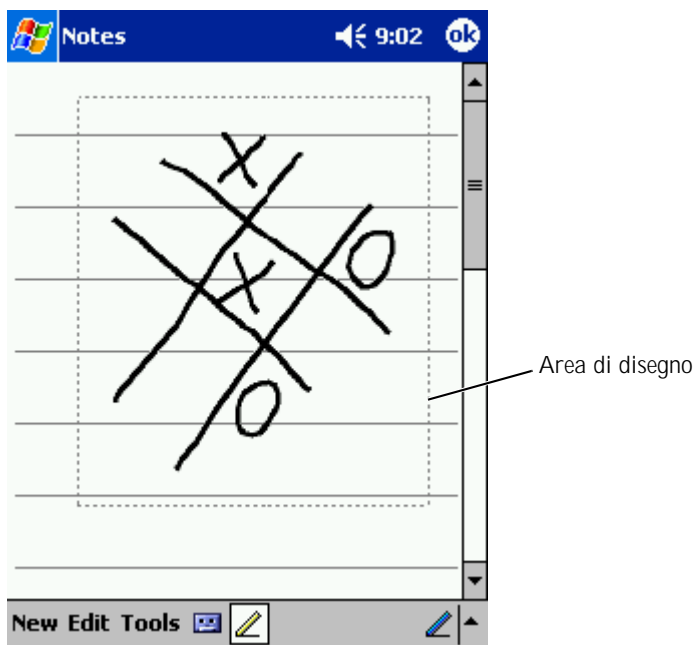 Notes 9:02 ok
X
X O
O
Area di disegno
New Edit Tools